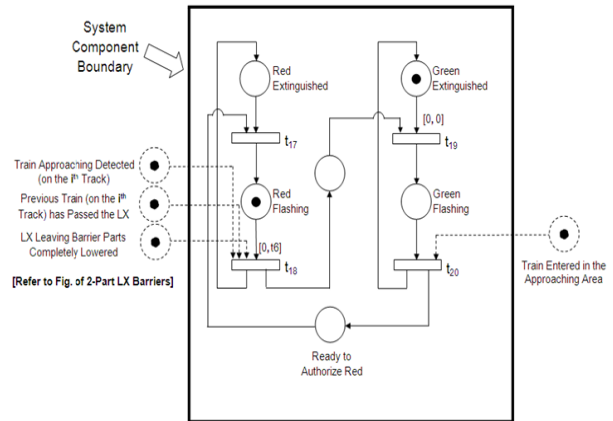 System
Component
Boundary
Red
Extinguished
Green
Extinguished
[0, 0]
t17
t19
Train Approaching Detected
(on the iᵗʰ Track)
Previous Train (on the iᵗʰ
Track) has Passed the LX
LX Leaving Barrier Parts
Completely Lowered
[Refer to Fig. of 2-Part LX Barriers]
Red
Flashing
Green
Flashing
[0, t6]
t18
t20
Train Entered in the
Approaching Area
Ready to
Authorize Red